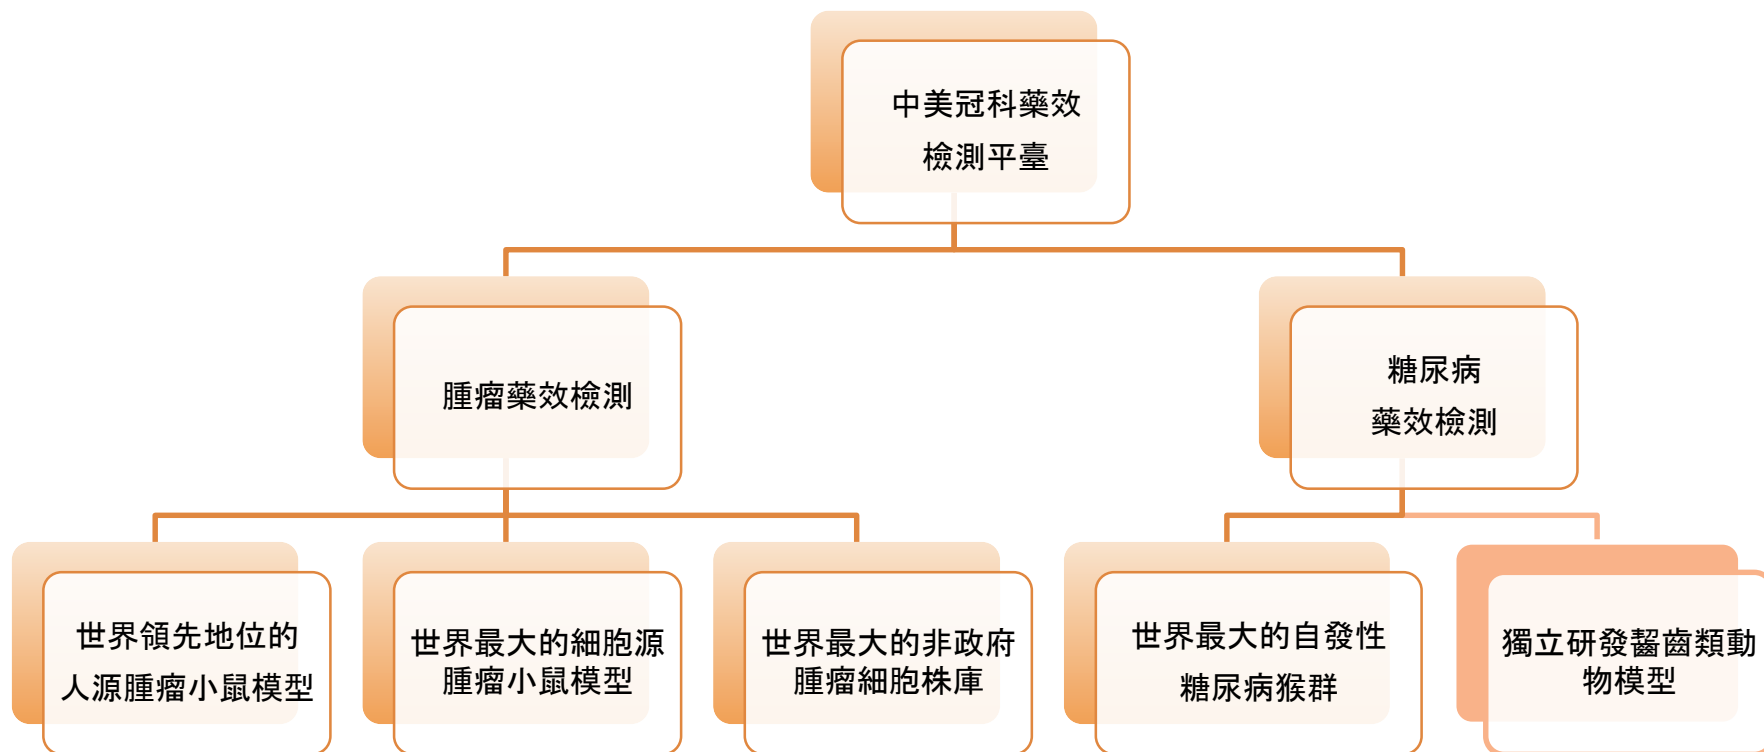 中美冠科藥效
檢測平臺
腫瘤藥效檢測
糖尿病
藥效檢測
世界領先地位的
人源腫瘤小鼠模型
世界最大的細胞源
腫瘤小鼠模型
世界最大的非政府
腫瘤細胞株庫
世界最大的自發性
糖尿病猴群
獨立研發齧齒類動
物模型